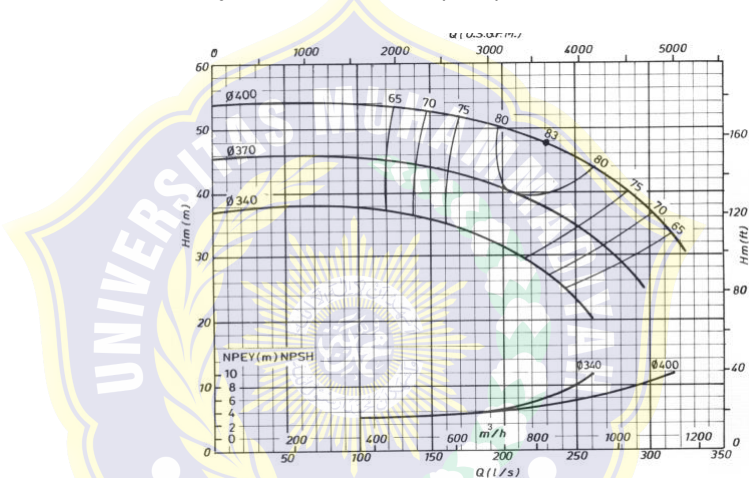 Q (U.S.G.P.M.)
0 1000 2000 3000 4000 5000
60
50
40
30
20
10
0
Hm (m)
Ø400
Ø370
Ø340
65 70 75 80 83 80 75 70 65
160
120
80
40
0
Hm (ft)
UNIVERSITAS MUHAMMADIYAH
NPEY(m) NPSH
10
8
6
4
2
0
Ø340 Ø400
200 400 600 m³/h 800 1000 1200
50 100 150 200 250 300 350
Q(l/s)